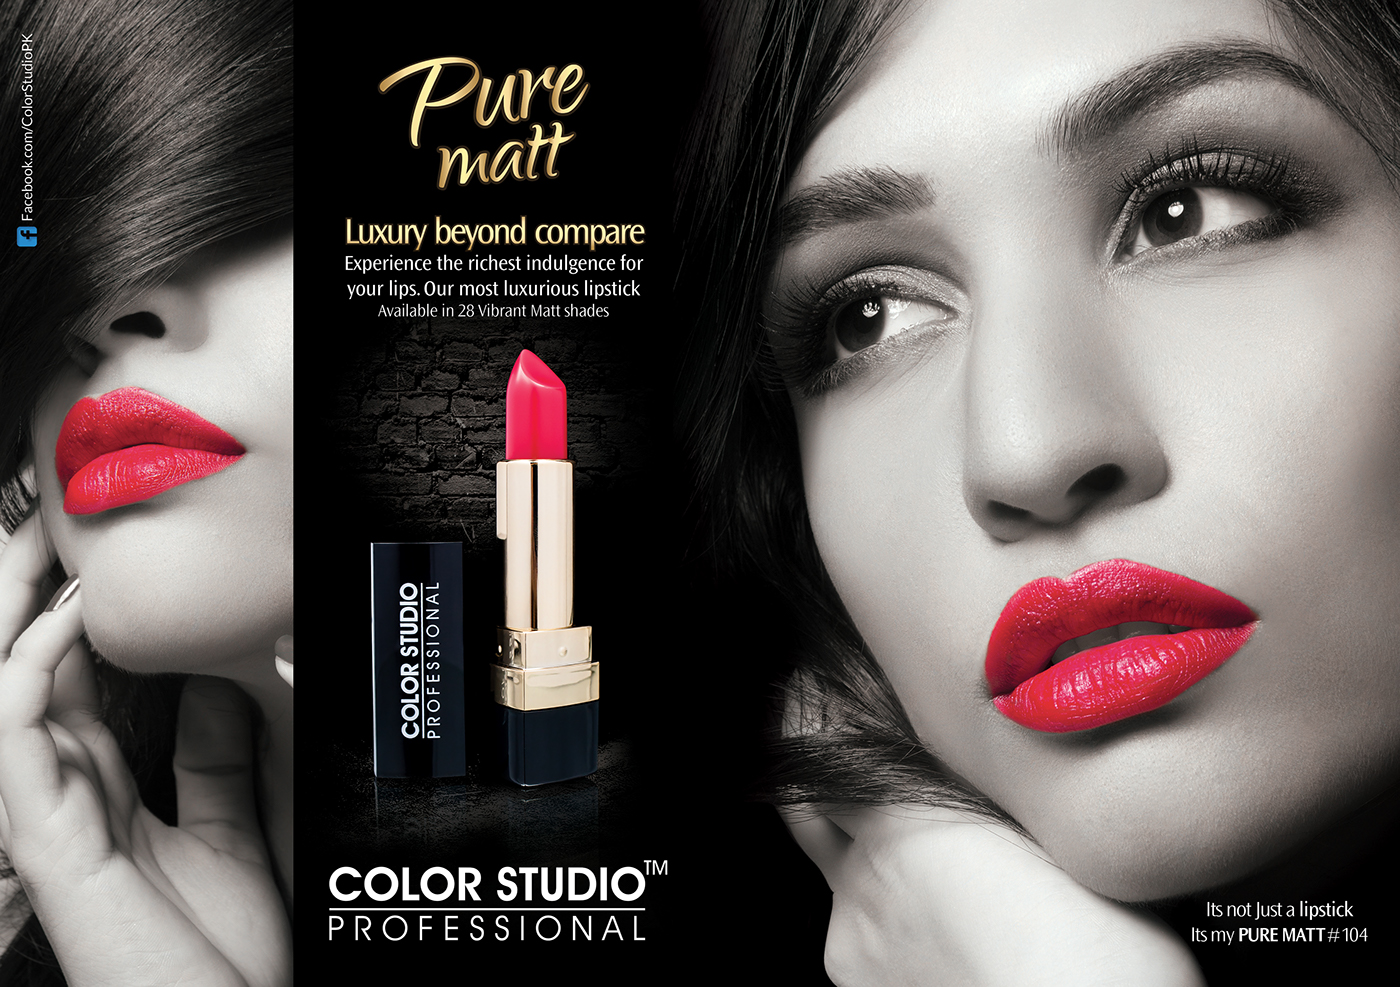 Facebook.com/ColorStudioPK
Pure
matt
Luxury beyond compare
Experience the richest indulgence for
your lips. Our most luxurious lipstick
Available in 28 Vibrant Matt shades
COLOR STUDIO
PROFESSIONAL
COLOR STUDIO™
PROFESSIONAL
Its not Just a lipstick
Its my PURE MATT # 104